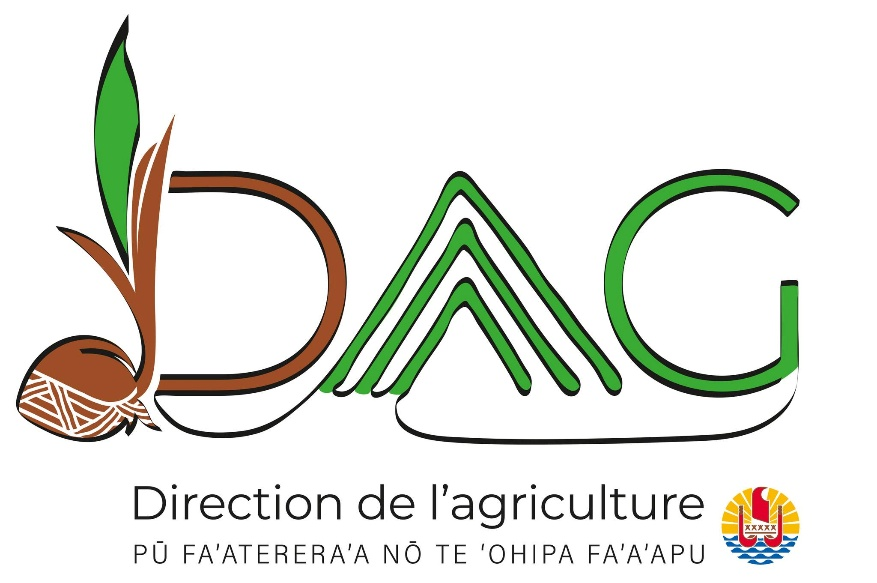 DAG
Direction de l’agriculture
PŪ FA’ATERERA’A NŌ TE ’OHIPA FA’A’APU